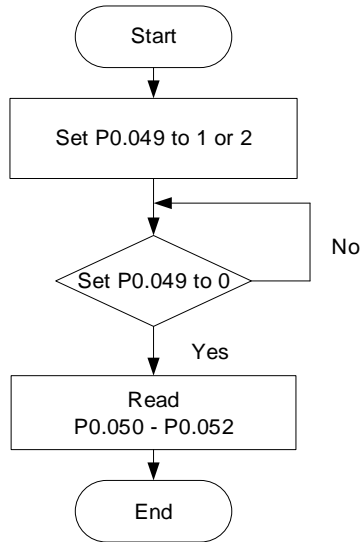 Start
Set P0.049 to 1 or 2
No
Set P0.049 to 0
Yes
Read
P0.050 - P0.052
End